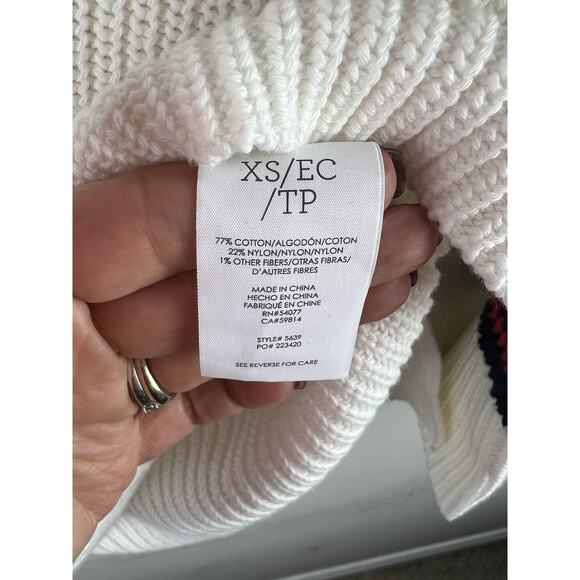 XS/EC
/TP
77% COTTON/ALGODÓN/COTON
22% NYLON/NYLON/NYLON
1% OTHER FIBERS/OTRAS FIBRAS/
D'AUTRES FIBRES
MADE IN CHINA
HECHO EN CHINA
FABRIQUÉ EN CHINE
RN#54077
CA#59814
STYLE# 5639
PO# 223420
SEE REVERSE FOR CARE